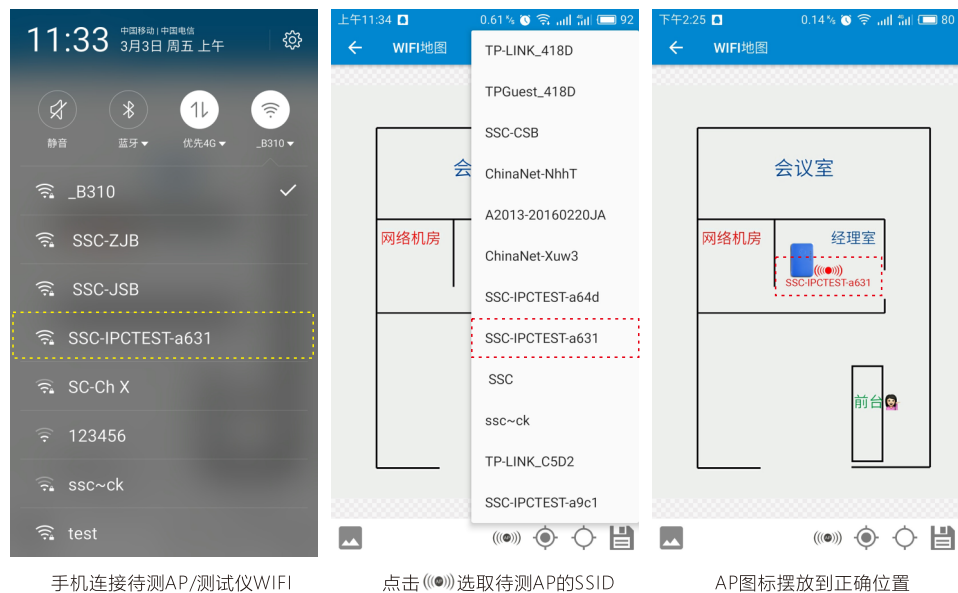 11:33
中国移动 | 中国电信
3月3日 周五 上午
静音
蓝牙
优先4G
_B310
_B310
SSC-ZJB
SSC-JSB
SSC-IPCTEST-a631
SC-Ch X
123456
ssc~ck
test
手机连接待测AP/测试仪WIFI
上午11:34 0.61% 4G 92
WIFI地图
会
网络机房
TP-LINK_418D
TPGuest_418D
SSC-CSB
ChinaNet-NhhT
A2013-20160220JA
ChinaNet-Xuw3
SSC-IPCTEST-a64d
SSC-IPCTEST-a631
SSC
ssc~ck
TP-LINK_C5D2
SSC-IPCTEST-a9c1
点击 选取待测AP的SSID
下午2:25 0.14% 4G 80
WIFI地图
会议室
网络机房
经理室
SSC-IPCTEST-a631
前台
AP图标摆放到正确位置